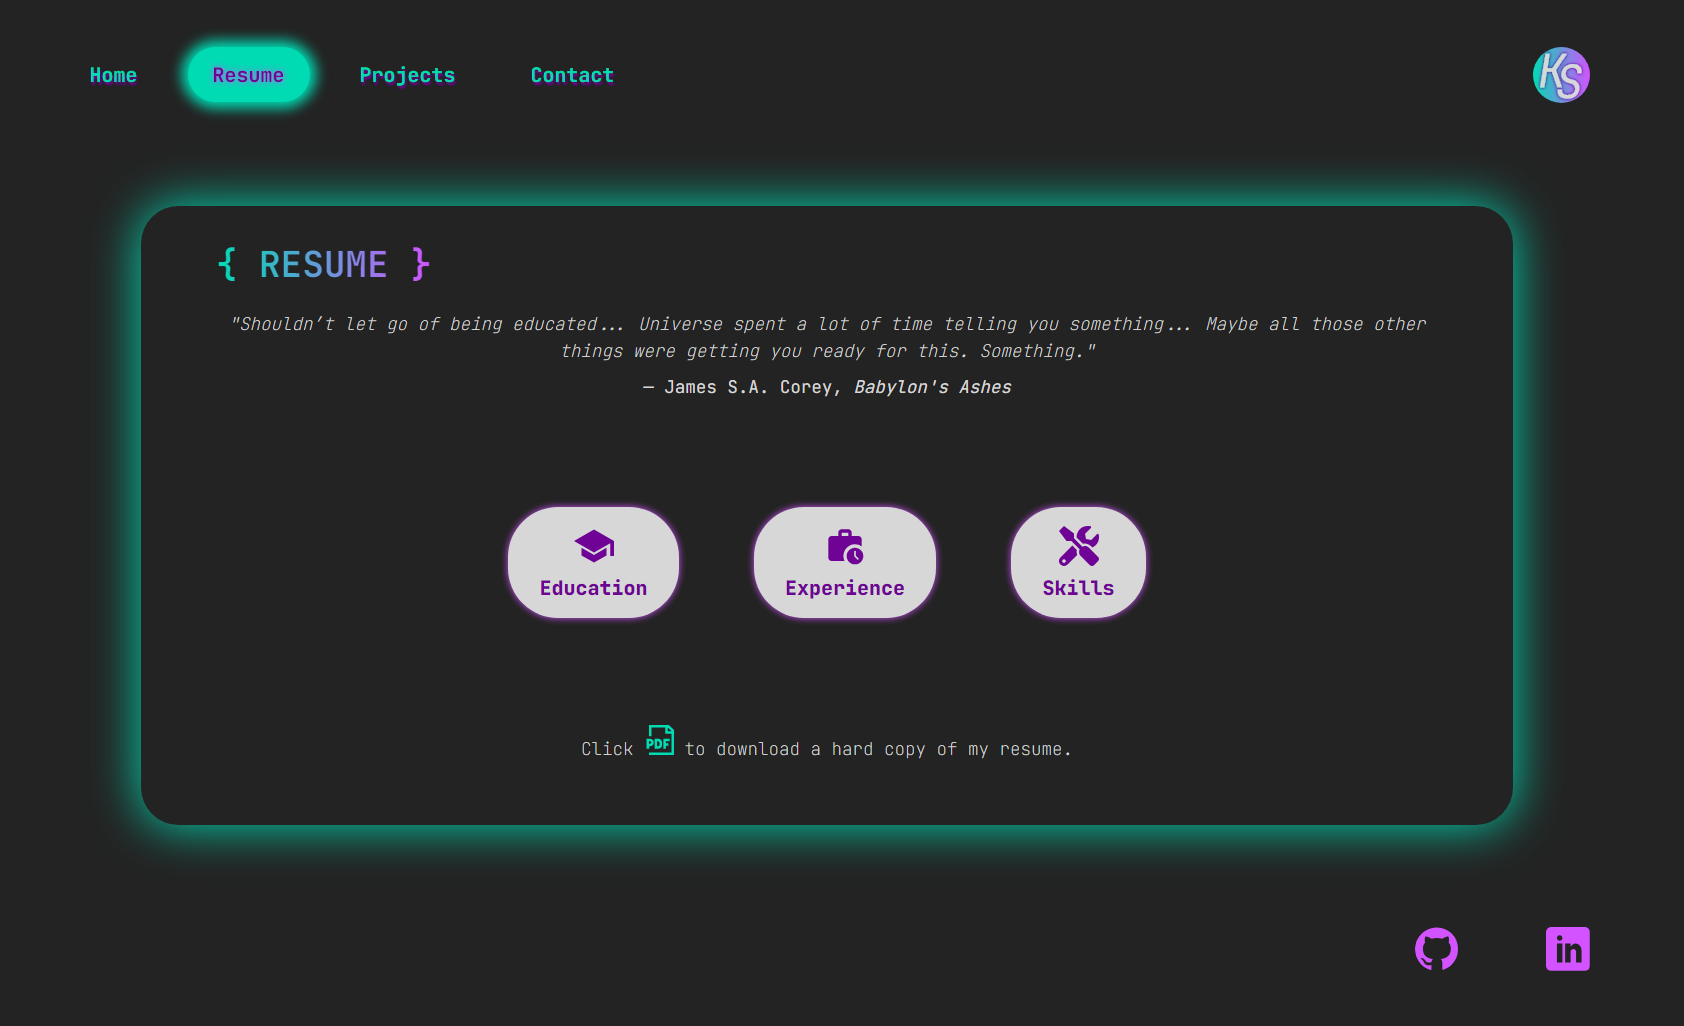 Home Resume Projects Contact
KS
{ RESUME }
"Shouldn’t let go of being educated... Universe spent a lot of time telling you something... Maybe all those other
things were getting you ready for this. Something."
— James S.A. Corey, Babylon's Ashes
Education Experience Skills
Click PDF to download a hard copy of my resume.
in